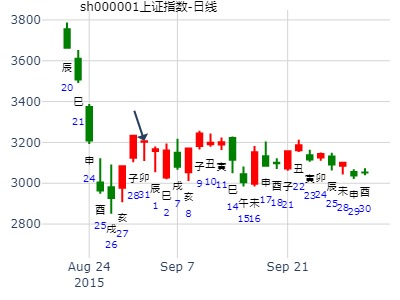 sh000001上证指数-日线
3800
3600
3400
3200
3000
2800
辰
20
巳
21
申
24
酉
25
戌
26
亥
27
子
28
卯
31
辰
1
巳
2
戌
7
亥
8
子
9
丑
10
寅
11
巳
14
午
15
未
16
申
17
酉
18
子
21
丑
22
寅
23
卯
24
辰
25
未
28
申
29
酉
30
Aug 24
2015
Sep 7
Sep 21